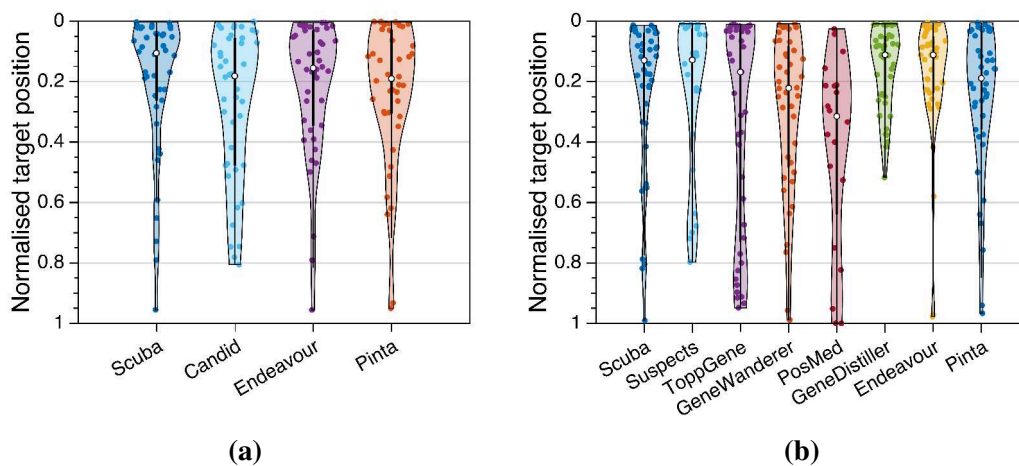 Normalised target position
0
0.2
0.4
0.6
0.8
1
Scuba
Candid
Endeavour
Pinta
(a)
Normalised target position
0
0.2
0.4
0.6
0.8
1
Scuba
Suspects
ToppGene
GeneWanderer
PosMed
GeneDistiller
Endeavour
Pinta
(b)